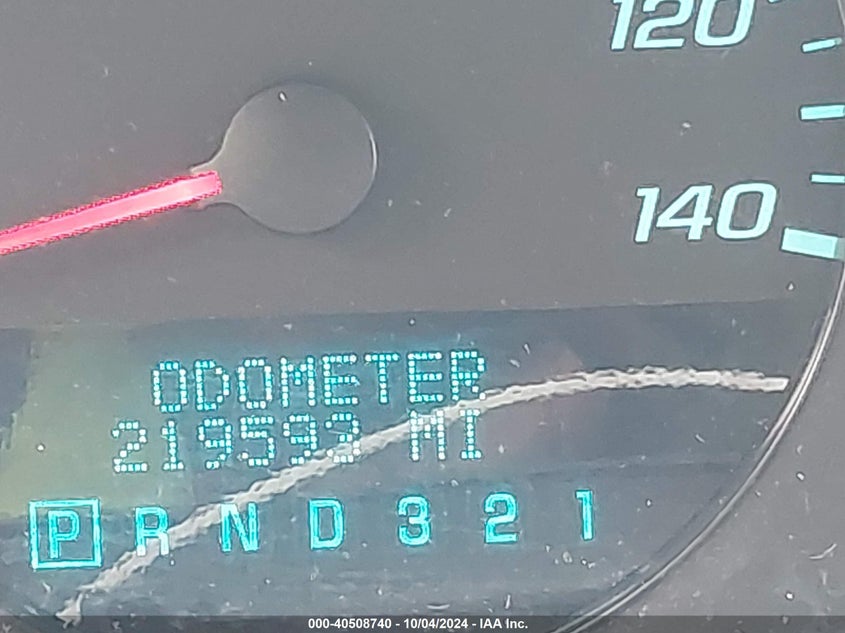 120
140
ODOMETER
219593 MI
P R N D 3 2 1
000-40508740 - 10/04/2024 - IAA Inc.